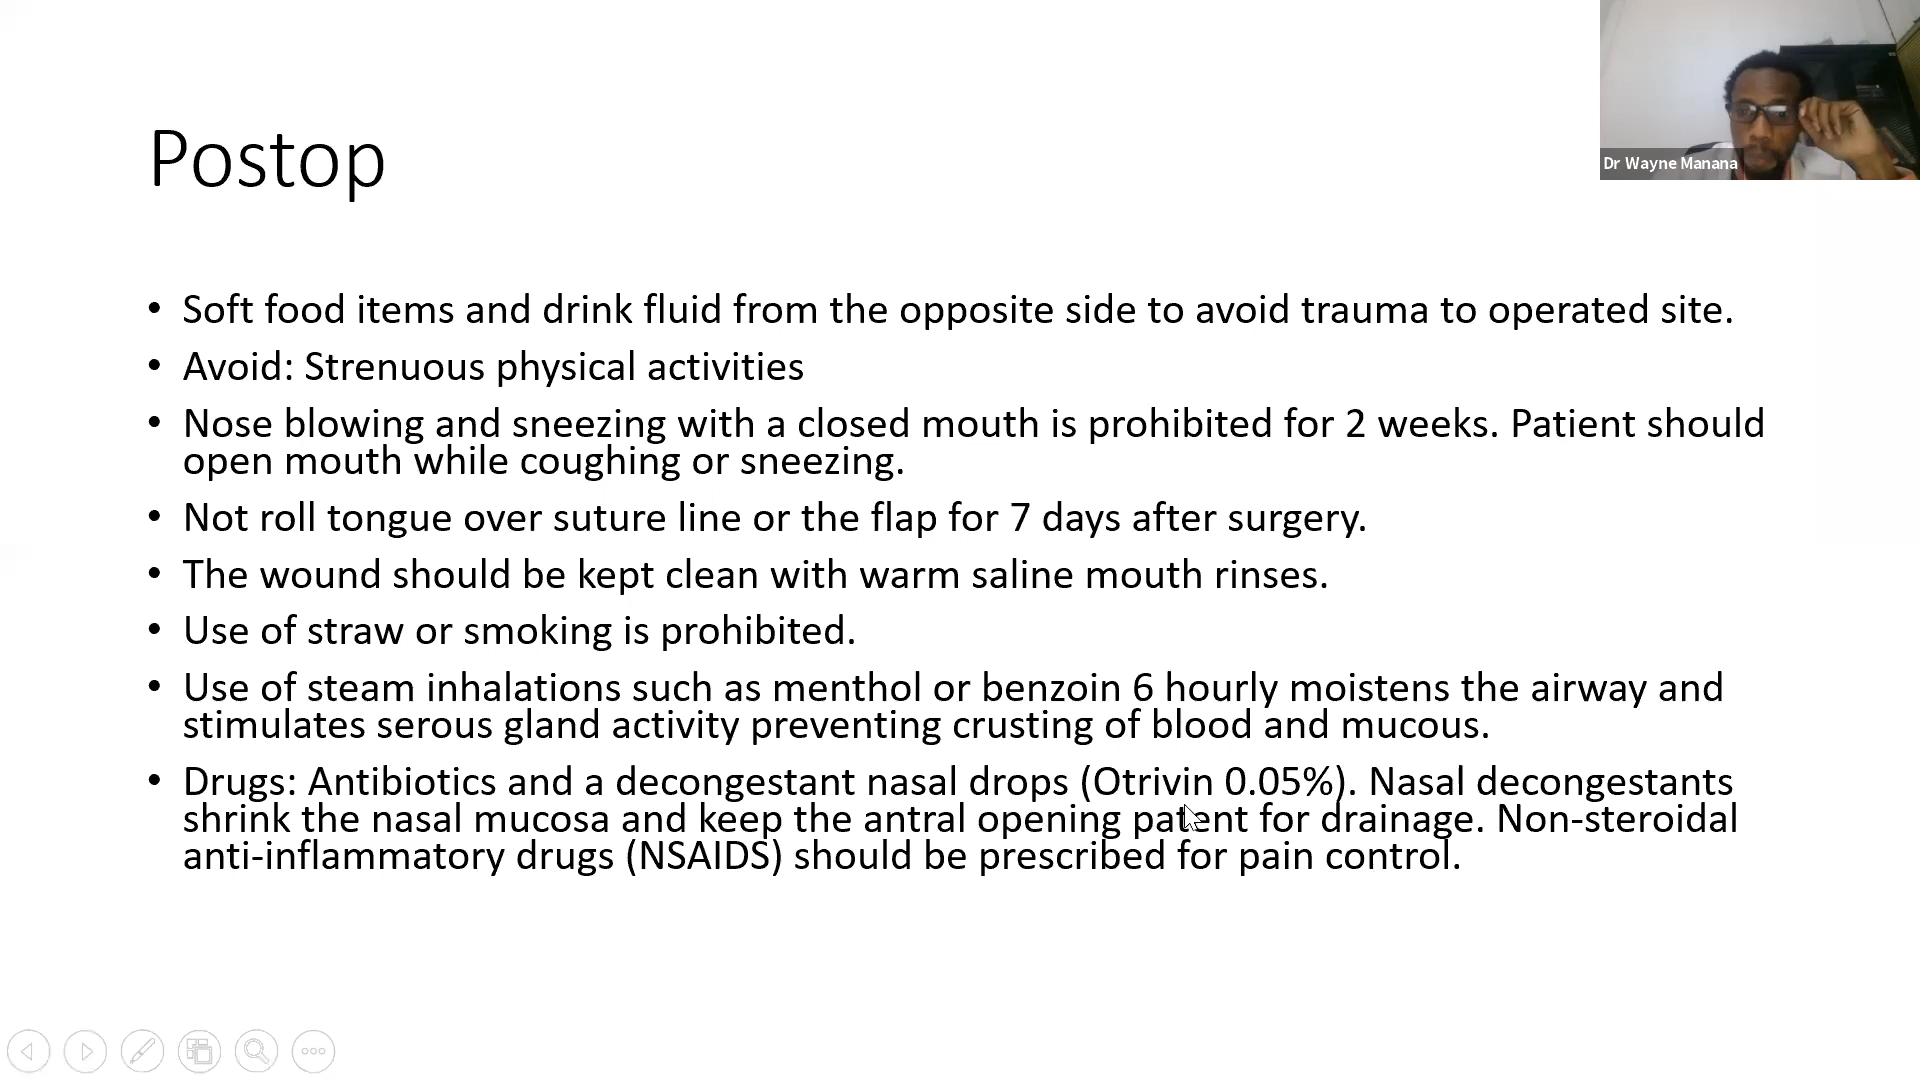 Dr Wayne Manana
Postop
• Soft food items and drink fluid from the opposite side to avoid trauma to operated site.
• Avoid: Strenuous physical activities
• Nose blowing and sneezing with a closed mouth is prohibited for 2 weeks. Patient should
open mouth while coughing or sneezing.
• Not roll tongue over suture line or the flap for 7 days after surgery.
• The wound should be kept clean with warm saline mouth rinses.
• Use of straw or smoking is prohibited.
• Use of steam inhalations such as menthol or benzoin 6 hourly moistens the airway and
stimulates serous gland activity preventing crusting of blood and mucous.
• Drugs: Antibiotics and a decongestant nasal drops (Otrivin 0.05%). Nasal decongestants
shrink the nasal mucosa and keep the antral opening patent for drainage. Non-steroidal
anti-inflammatory drugs (NSAIDS) should be prescribed for pain control.